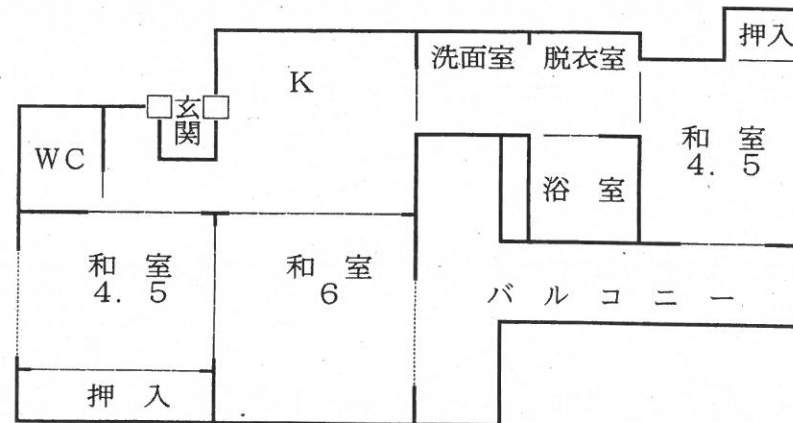 押入
洗面室 脱衣室
K
玄
関
和 室
4.5
WC
浴 室
和 室
4.5
和 室
6
バ ル コ ニ ー
押 入